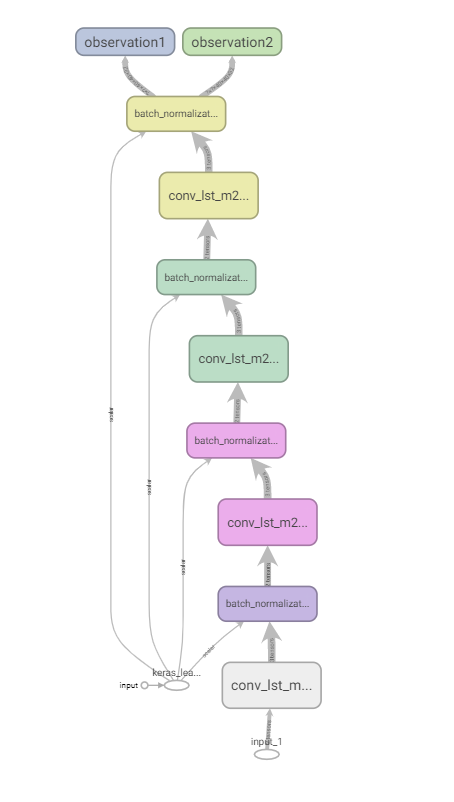 observation1
observation2
batch_normalizat...
conv_lst_m2...
batch_normalizat...
conv_lst_m2...
scalar
batch_normalizat...
scalar
conv_lst_m2...
scalar
batch_normalizat...
scalar
keras_lea...
input
conv_lst_m...
input_1